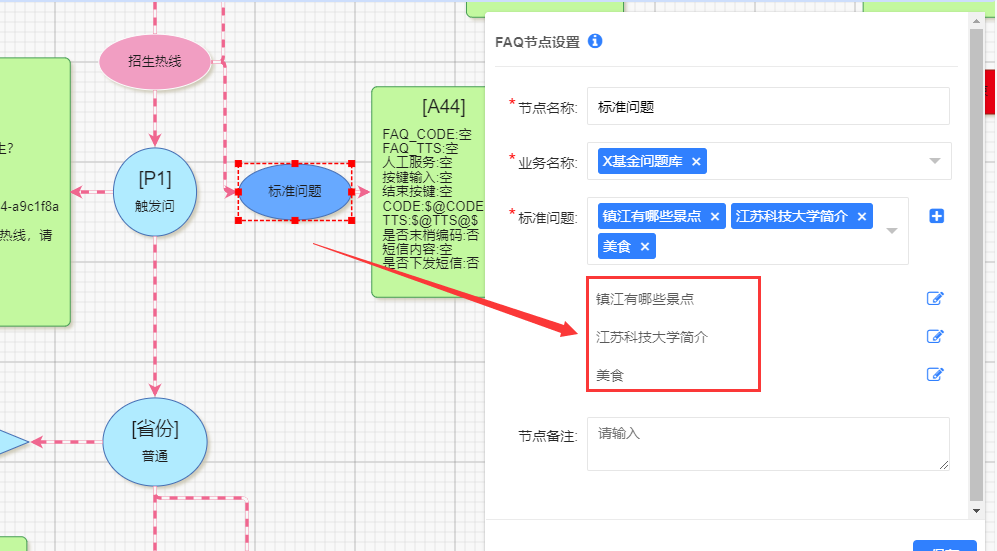 招生热线
生?
4-a9c1f8a
热线，请
[P1]
触发问
标准问题
[A44]
FAQ_CODE:空
FAQ_TTS:空
人工服务:空
按键输入:空
结束按键:空
CODE:$@CODE
TTS:$@TTS@$
是否末梢编码:否
短信内容:空
是否下发短信:否
[省份]
普通
FAQ节点设置
*节点名称: 标准问题
*业务名称: X基金问题库 ×
*标准问题: 镇江有哪些景点 × 江苏科技大学简介 ×
美食 ×
镇江有哪些景点
江苏科技大学简介
美食
节点备注: 请输入